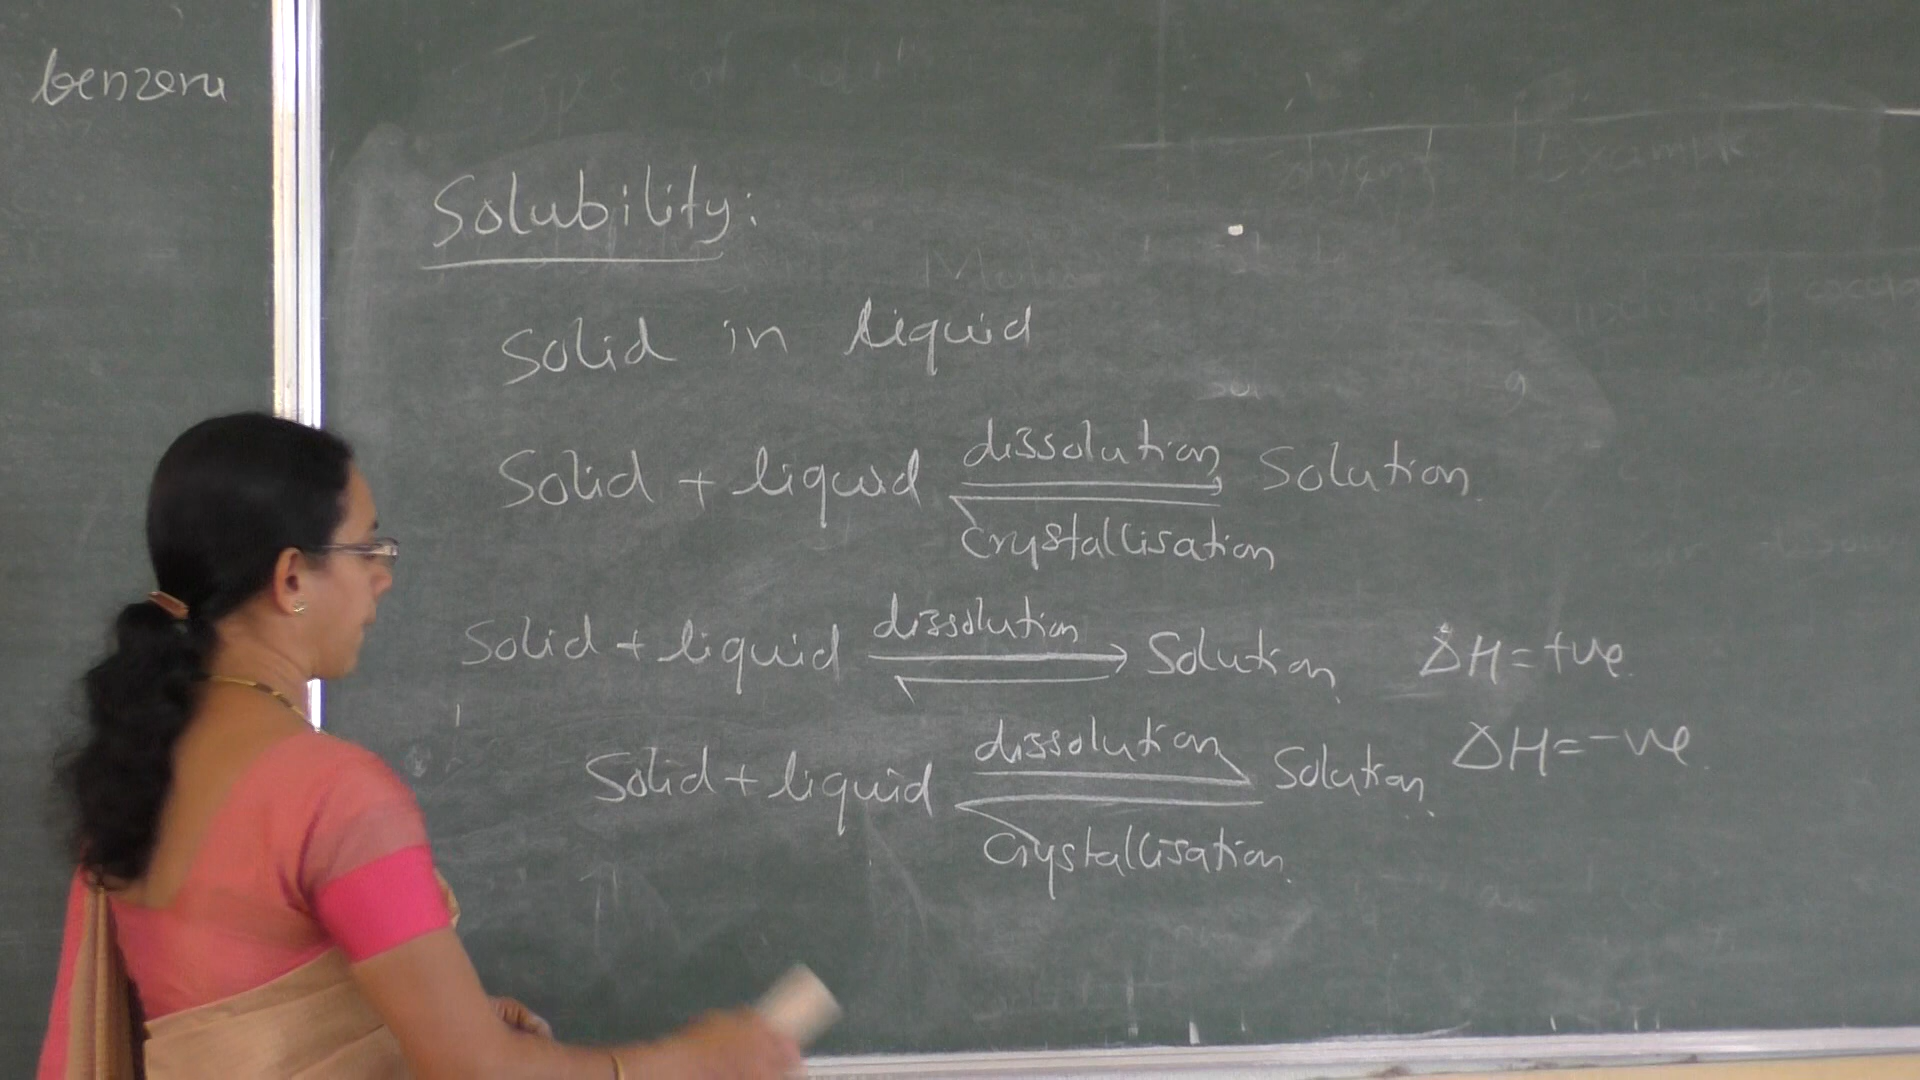 benzene
Solubility:
Solid in liquid
Solid + liquid ⇌ Solution.
dissolution
Crystallisation
Solid + liquid ⇌ Solution. ΔH = +ve.
dissolution
Solid + liquid ⇌ Solution. ΔH = -ve.
dissolution
Crystallisation.
Example